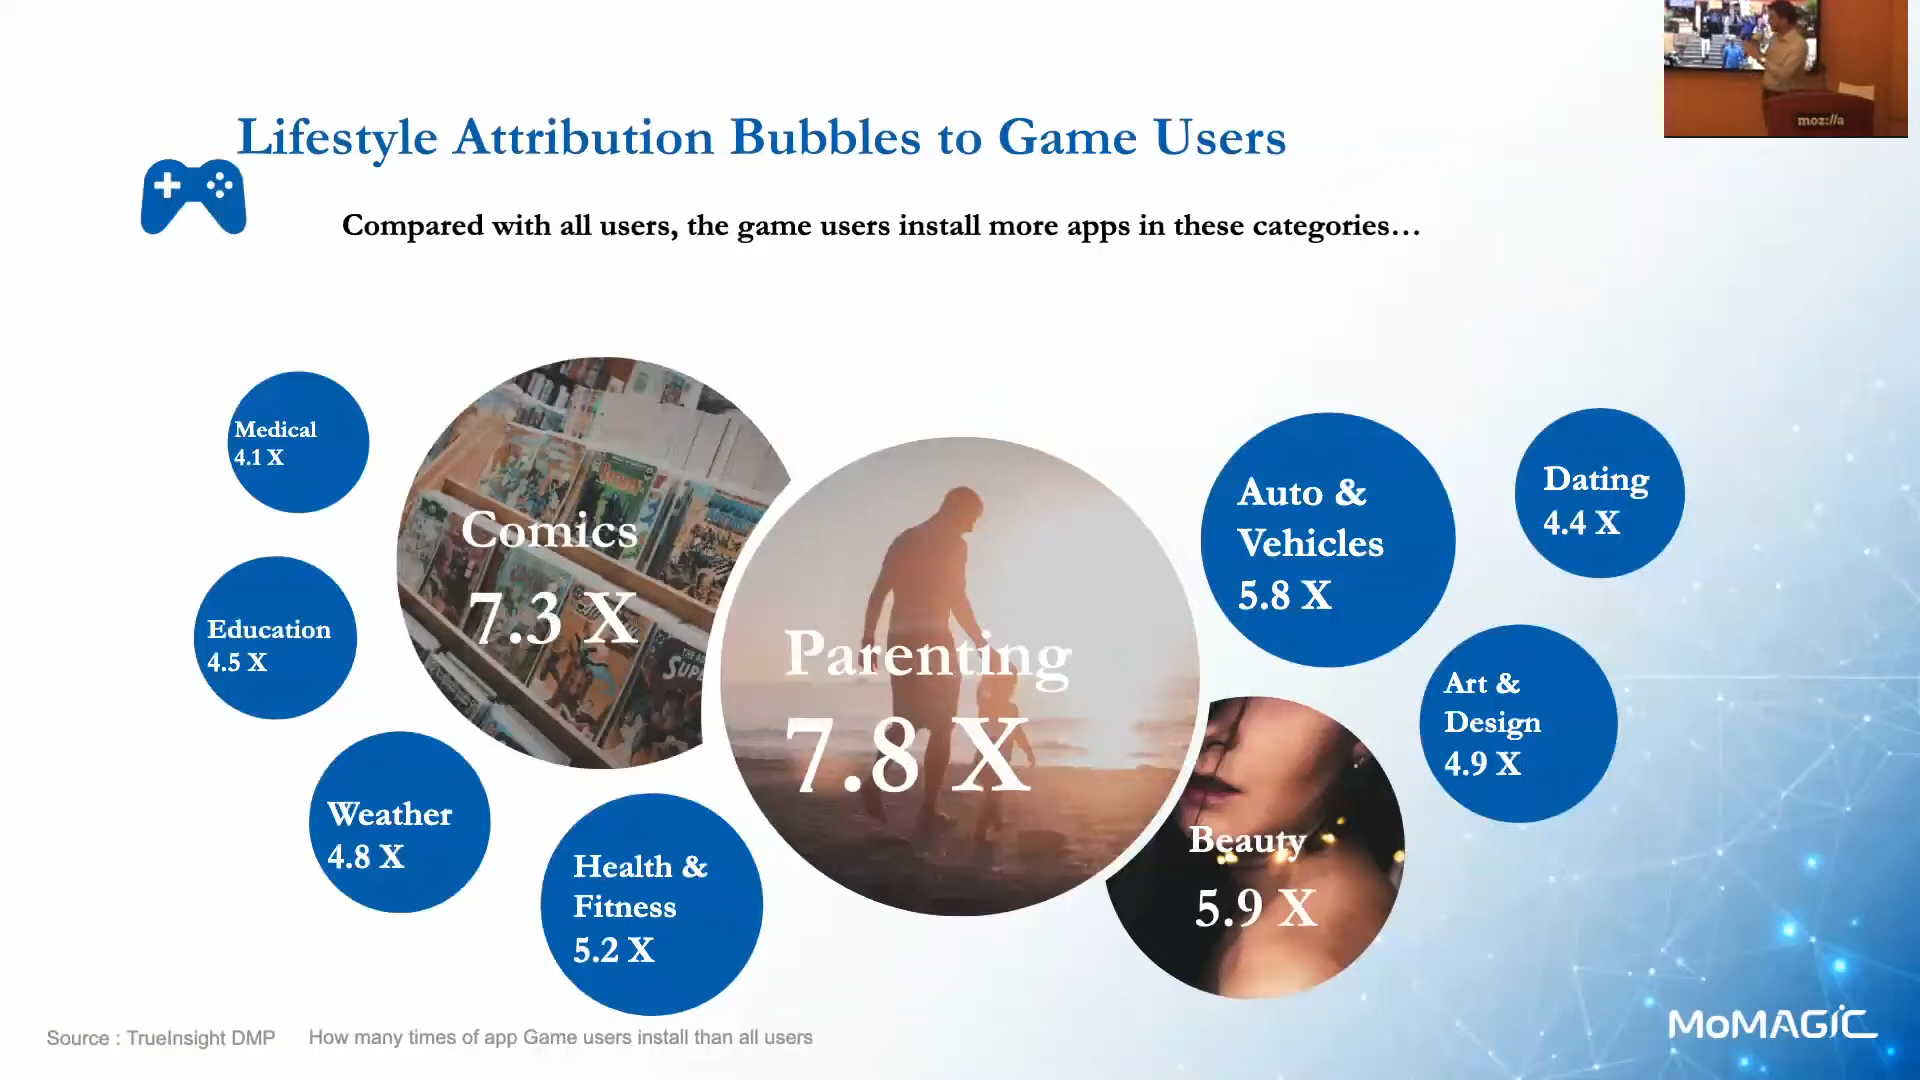 moz://a
Lifestyle Attribution Bubbles to Game Users
Compared with all users, the game users install more apps in these categories…
Medical
4.1 X
Education
4.5 X
Weather
4.8 X
Comics
7.3 X
Health &
Fitness
5.2 X
Parenting
7.8 X
Auto &
Vehicles
5.8 X
Beauty
5.9 X
Dating
4.4 X
Art &
Design
4.9 X
Source : TrueInsight DMP How many times of app Game users install than all users
MoMAGIC